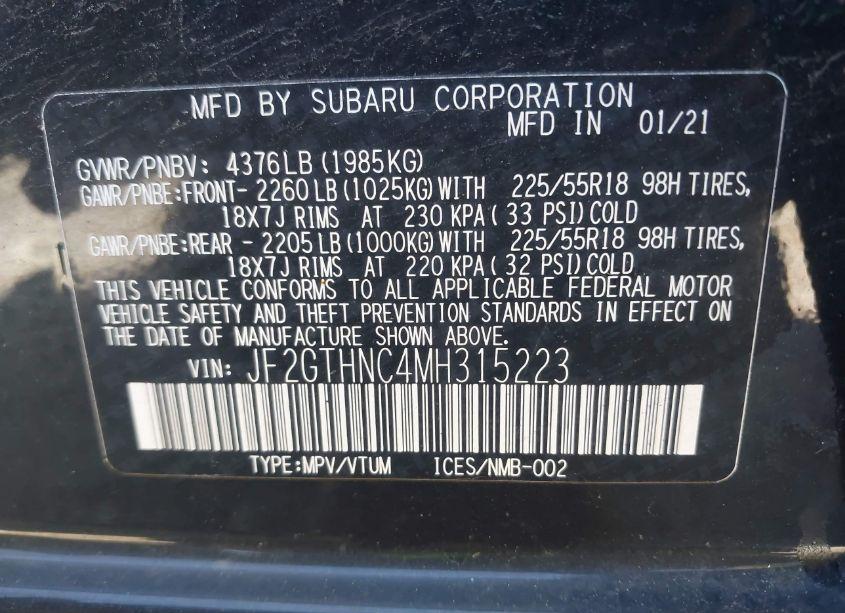 MFD BY SUBARU CORPORATION
MFD IN 01/21
GVWR/PNBV: 4376LB (1985KG)
GAWR/PNBE:FRONT- 2260 LB (1025KG) WITH 225/55R18 98H TIRES,
18X7J RIMS AT 230 KPA ( 33 PSI) COLD
GAWR/PNBE:REAR - 2205 LB (1000KG) WITH 225/55R18 98H TIRES,
18X7J RIMS AT 220 KPA ( 32 PSI) COLD.
THIS VEHICLE CONFORMS TO ALL APPLICABLE FEDERAL MOTOR
VEHICLE SAFETY AND THEFT PREVENTION STANDARDS IN EFFECT ON
THE DATE OF MANUFACTURE SHOWN ABOVE.
VIN: JF2GTHNC4MH315223
TYPE:MPV/VTUM ICES/NMB-002